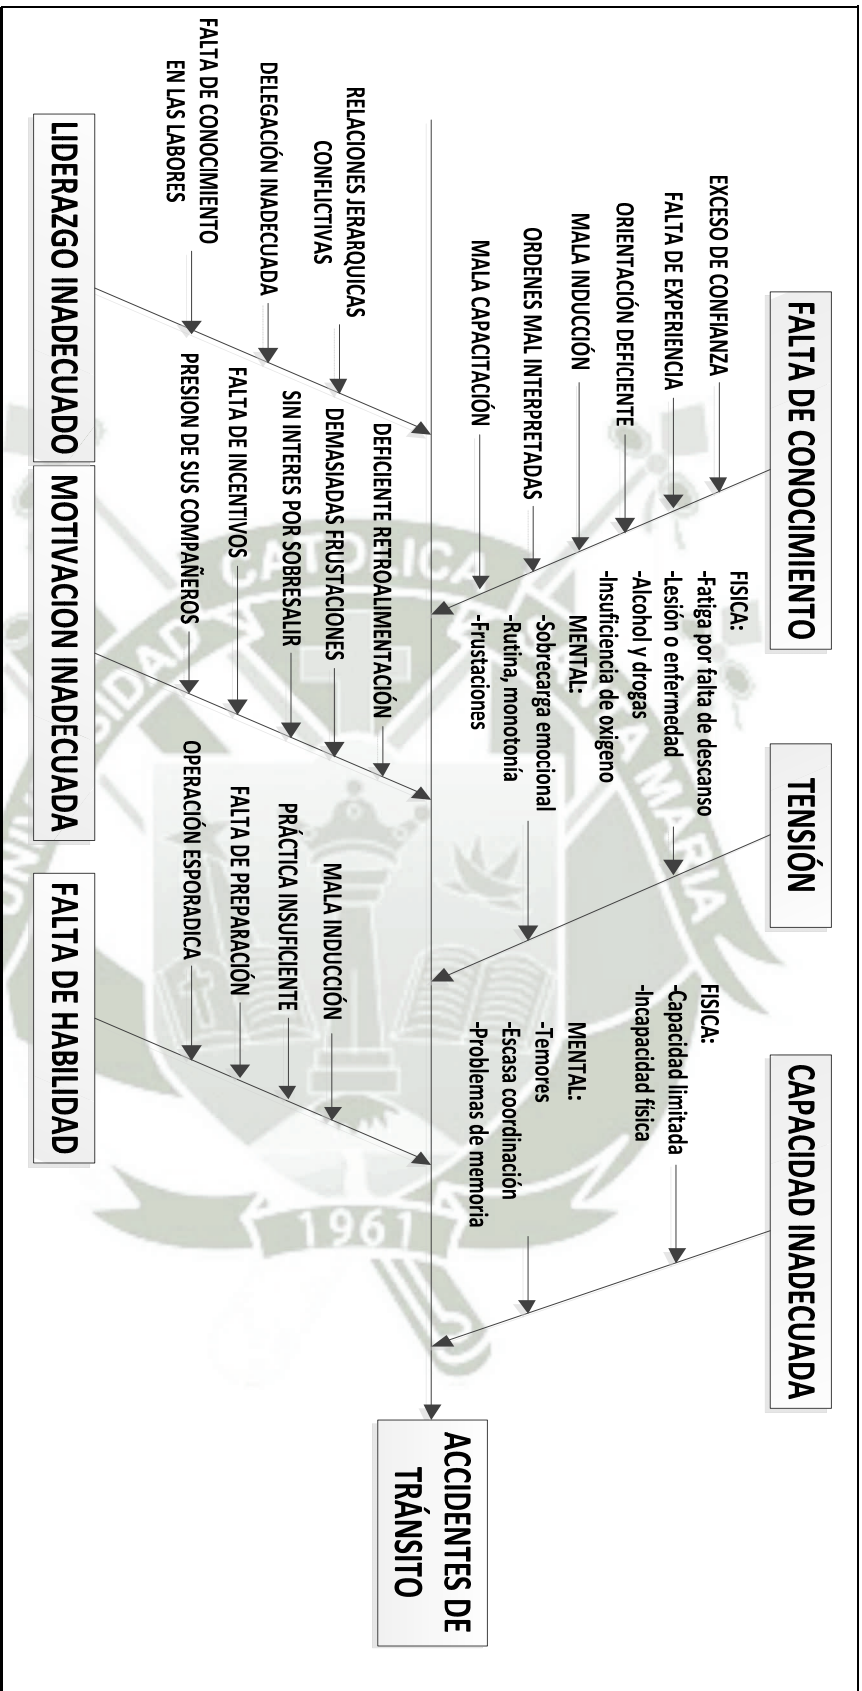 FALTA DE CONOCIMIENTO
EXCESO DE CONFIANZA
FALTA DE EXPERIENCIA
ORIENTACIÓN DEFICIENTE
MALA INDUCCIÓN
ORDENES MAL INTERPRETADAS
MALA CAPACITACIÓN
TENSIÓN
FISICA:
-Fatiga por falta de descanso
-Lesión o enfermedad
-Alcohol y drogas
-Insuficiencia de oxigeno
MENTAL:
-Sobrecarga emocional
-Rutina, monotonía
-Frustaciones
CAPACIDAD INADECUADA
FISICA:
-Capacidad limitada
-Incapacidad física
MENTAL:
-Temores
-Escasa coordinación
-Problemas de memoria
ACCIDENTES DE
TRÁNSITO
RELACIONES JERARQUICAS
CONFLICTIVAS
DELEGACIÓN INADECUADA
FALTA DE CONOCIMIENTO
EN LAS LABORES
LIDERAZGO INADECUADO
DEFICIENTE RETROALIMENTACIÓN
DEMASIADAS FRUSTACIONES
SIN INTERES POR SOBRESALIR
FALTA DE INCENTIVOS
PRESION DE SUS COMPAÑEROS
MOTIVACION INADECUADA
MALA INDUCCIÓN
PRÁCTICA INSUFICIENTE
FALTA DE PREPARACIÓN
OPERACIÓN ESPORADICA
FALTA DE HABILIDAD
UNIVERSIDAD CATOLICA SANTA MARIA
1961